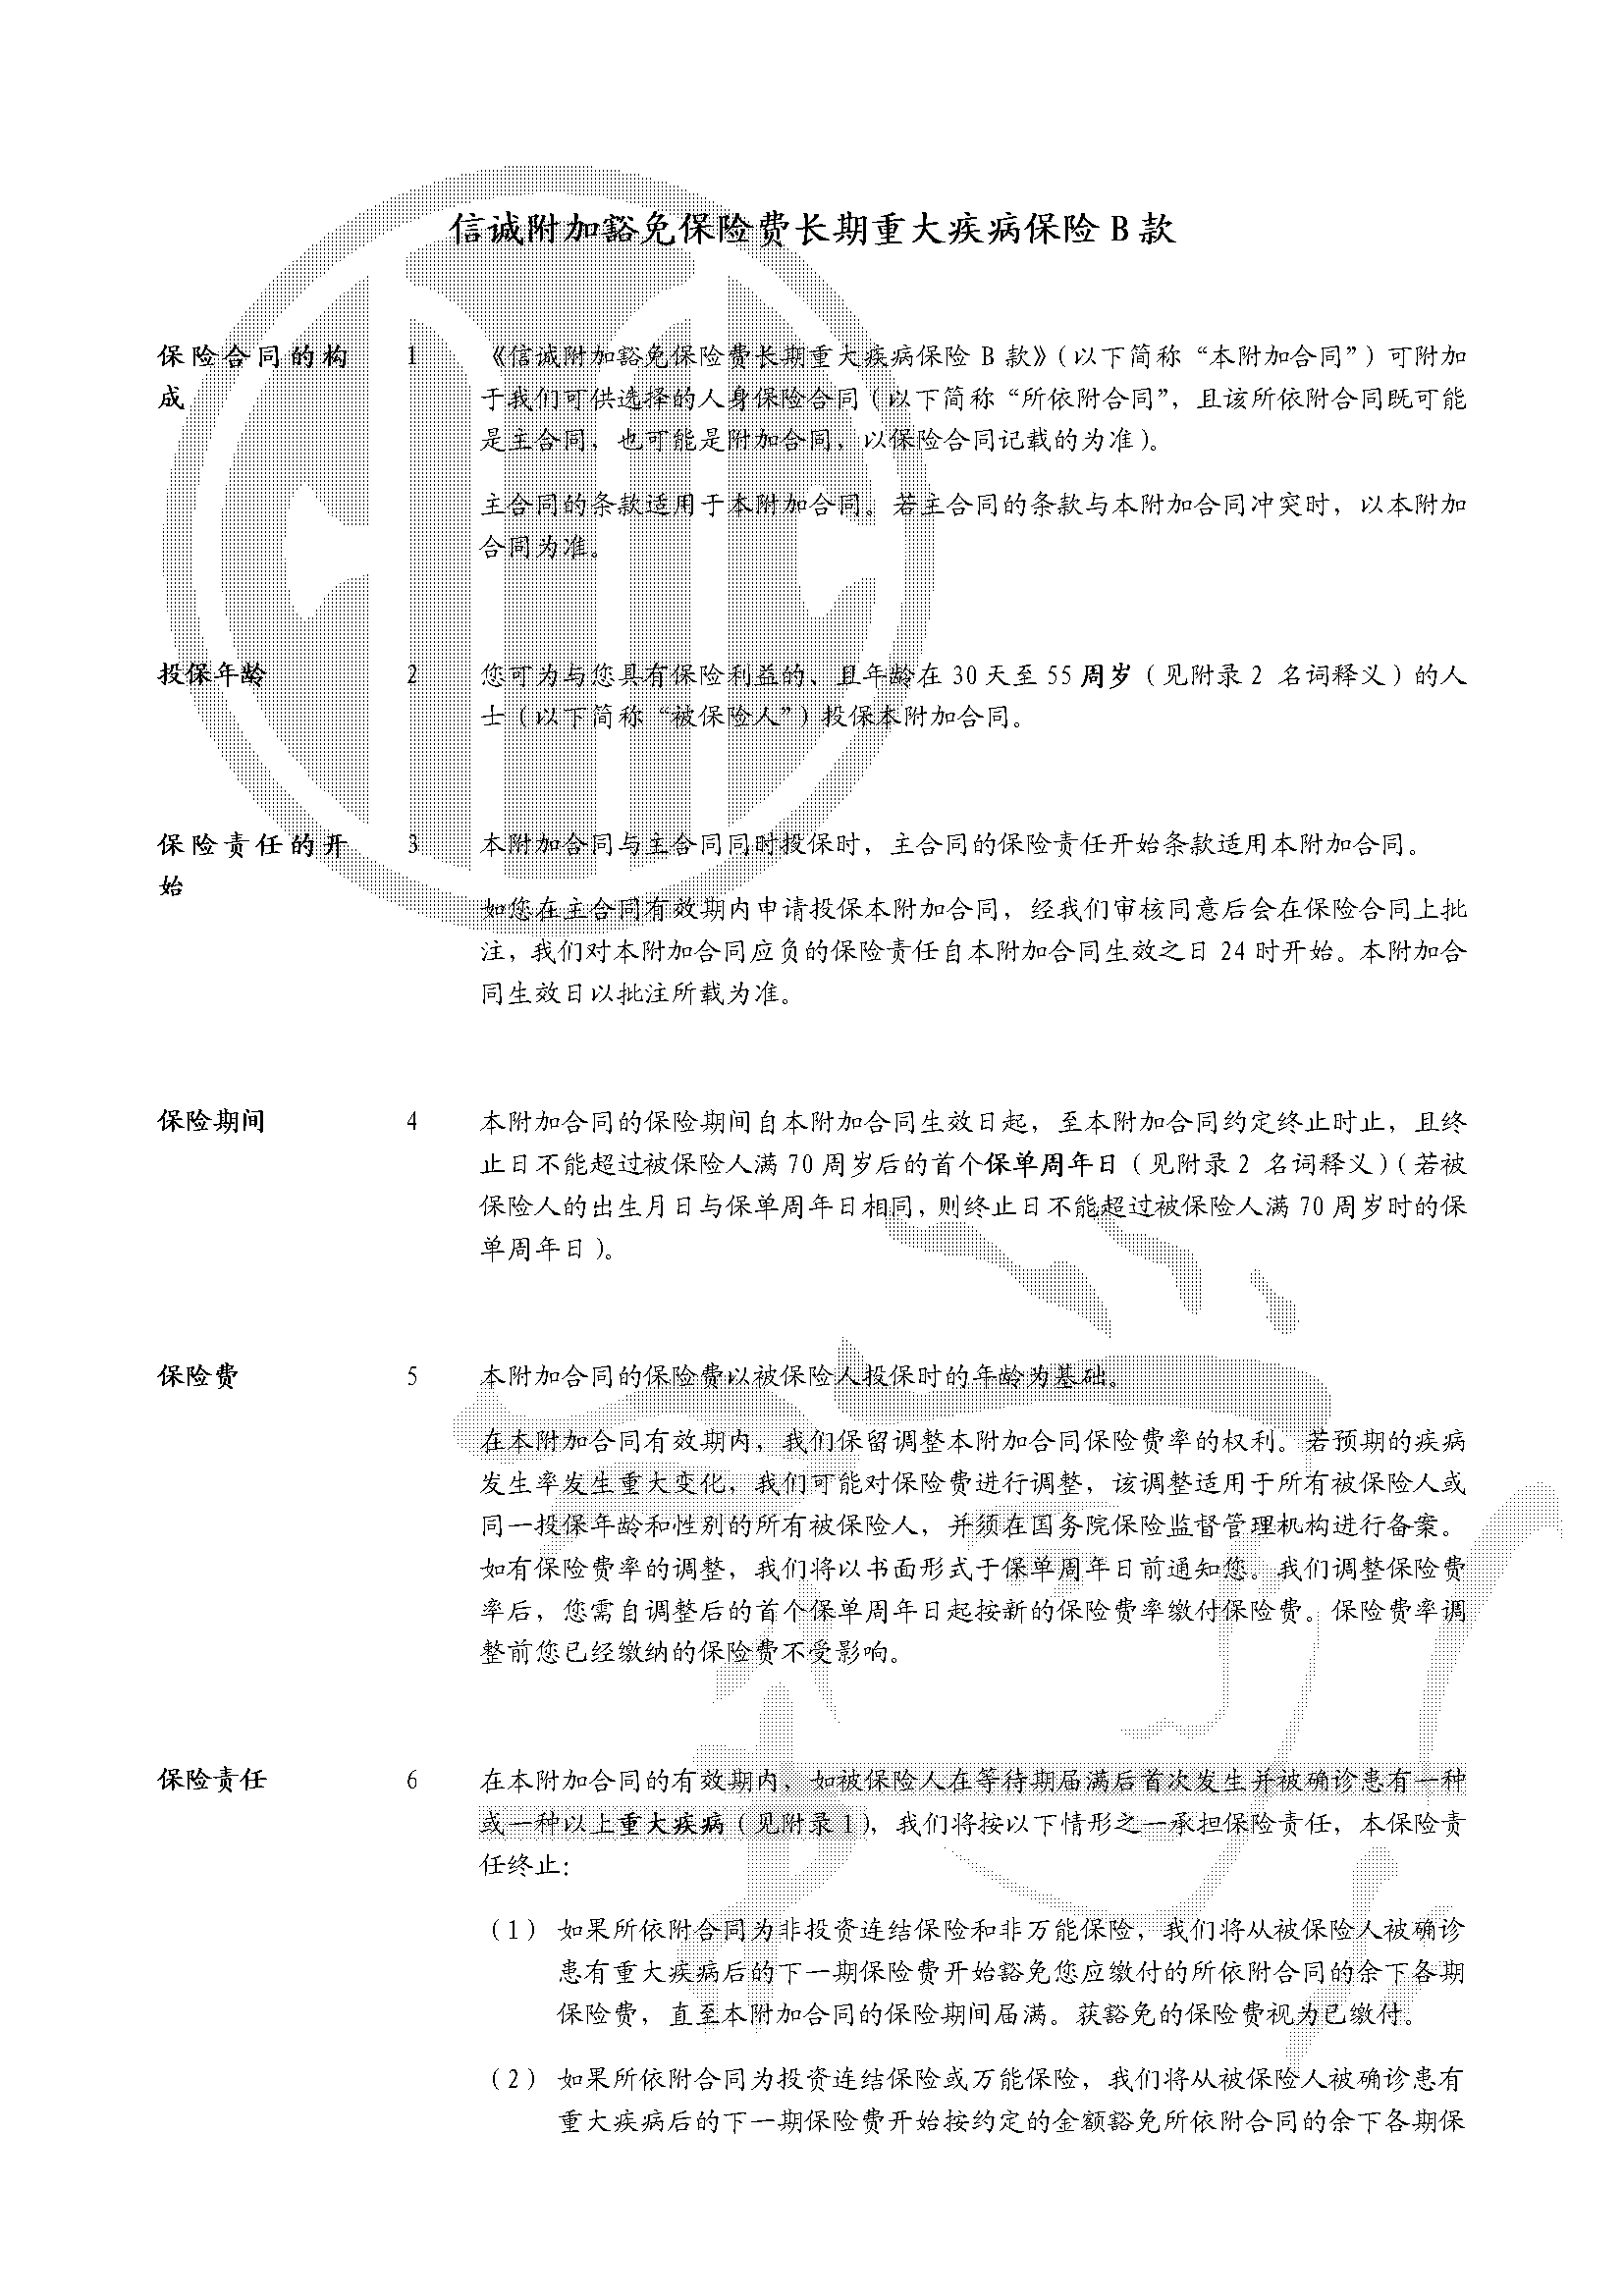 信诚附加豁免保险费长期重大疾病保险 B 款
保险合同的构成
1
《信诚附加豁免保险费长期重大疾病保险 B 款》（以下简称“本附加合同”）可附加
于我们可供选择的人身保险合同（以下简称“所依附合同”，且该所依附合同既可能
是主合同，也可能是附加合同，以保险合同记载的为准）。
主合同的条款适用于本附加合同。若主合同的条款与本附加合同冲突时，以本附加
合同为准。
投保年龄
2
您可为与您具有保险利益的、且年龄在 30 天至 55 周岁（见附录 2 名词释义）的人
士（以下简称“被保险人”）投保本附加合同。
保险责任的开始
3
本附加合同与主合同同时投保时，主合同的保险责任开始条款适用本附加合同。
如您在主合同有效期内申请投保本附加合同，经我们审核同意后会在保险合同上批
注，我们对本附加合同应负的保险责任自本附加合同生效之日 24 时开始。本附加合
同生效日以批注所载为准。
保险期间
4
本附加合同的保险期间自本附加合同生效日起，至本附加合同约定终止时止，且终
止日不能超过被保险人满 70 周岁后的首个保单周年日（见附录 2 名词释义）（若被
保险人的出生月日与保单周年日相同，则终止日不能超过被保险人满 70 周岁时的保
单周年日）。
保险费
5
本附加合同的保险费以被保险人投保时的年龄为基础。
在本附加合同有效期内，我们保留调整本附加合同保险费率的权利。若预期的疾病
发生率发生重大变化，我们可能对保险费进行调整，该调整适用于所有被保险人或
同一投保年龄和性别的所有被保险人，并须在国务院保险监督管理机构进行备案。
如有保险费率的调整，我们将以书面形式于保单周年日前通知您。我们调整保险费
率后，您需自调整后的首个保单周年日起按新的保险费率缴付保险费。保险费率调
整前您已经缴纳的保险费不受影响。
保险责任
6
在本附加合同的有效期内，如被保险人在等待期届满后首次发生并被确诊患有一种
或一种以上重大疾病（见附录 1），我们将按以下情形之一承担保险责任，本保险责
任终止：
（1） 如果所依附合同为非投资连结保险和非万能保险，我们将从被保险人被确诊
患有重大疾病后的下一期保险费开始豁免您应缴付的所依附合同的余下各期
保险费，直至本附加合同的保险期间届满。获豁免的保险费视为已缴付。
（2） 如果所依附合同为投资连结保险或万能保险，我们将从被保险人被确诊患有
重大疾病后的下一期保险费开始按约定的金额豁免所依附合同的余下各期保